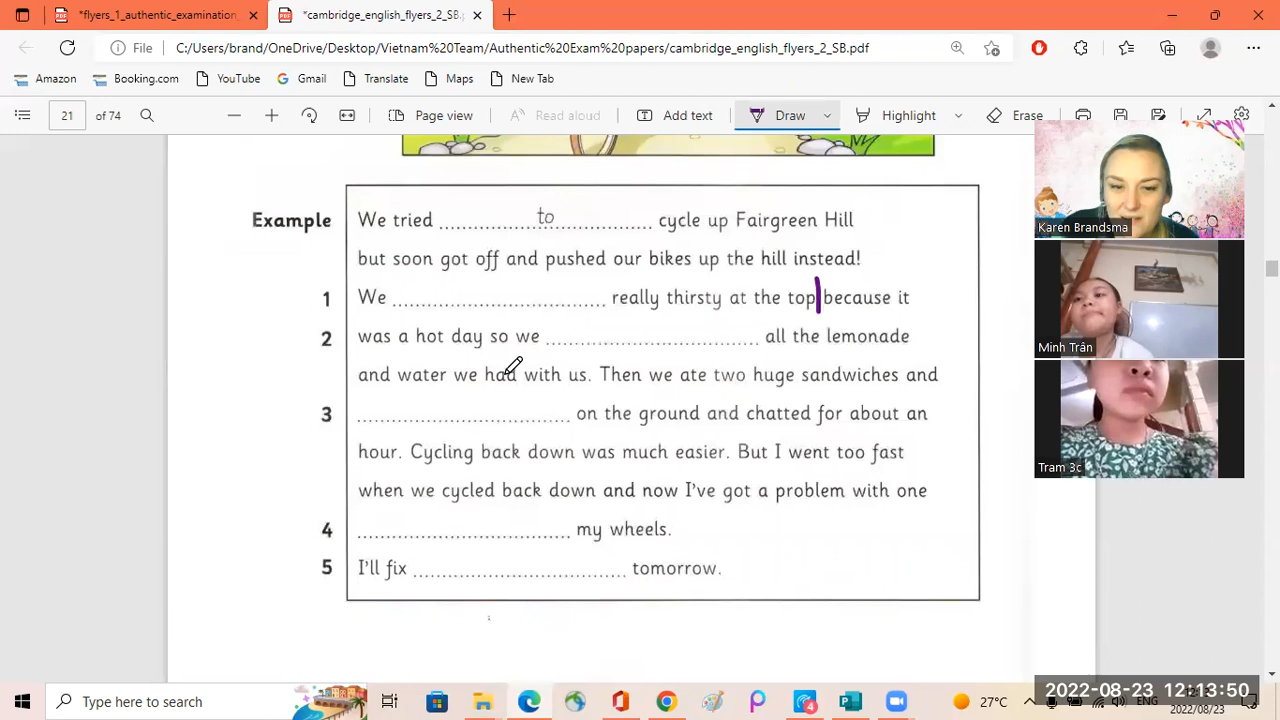 *flyers_1_authentic_examination_
*cambridge_english_flyers_2_SB.p
File
C:/Users/brand/OneDrive/Desktop/Vietnam%20Team/Authentic%20Exam%20papers/cambridge_english_flyers_2_SB.pdf
Amazon Booking.com YouTube Gmail Translate Maps New Tab
21 of 74 Page view Read aloud Add text Draw Highlight Erase
Example We tried ........ to ........ cycle up Fairgreen Hill
but soon got off and pushed our bikes up the hill instead!
1 We ........ really thirsty at the top because it
2 was a hot day so we ........ all the lemonade
and water we had with us. Then we ate two huge sandwiches and
3 ........ on the ground and chatted for about an
hour. Cycling back down was much easier. But I went too fast
when we cycled back down and now I've got a problem with one
4 ........ my wheels.
5 I'll fix ........ tomorrow.
Karen Brandsma
Minh Trân
Tram 3c
Type here to search
4
27°C
ENG
2022-08-23 12:13:50
2022/08/23